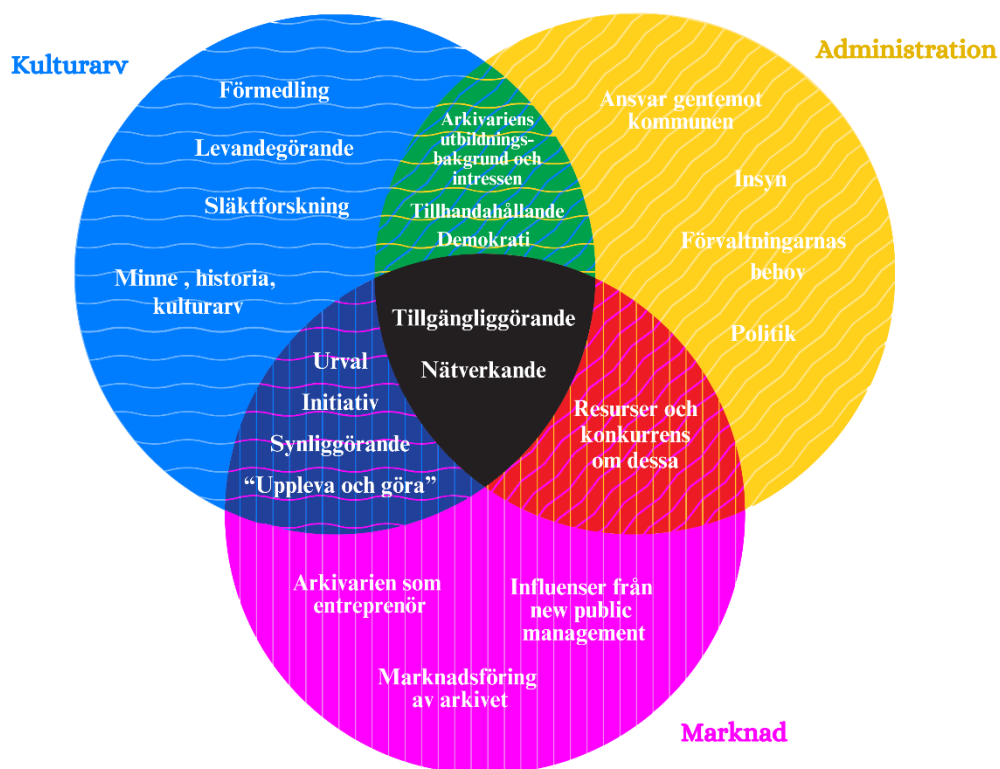 Kulturarv
Administration
Förmedling
Levandegörande
Släktforskning
Minne , historia,
kulturarv
Arkivariens
utbildnings-
bakgrund och
intressen
Tillhandahållande
Demokrati
Ansvar gentemot
kommunen
Insyn
Förvaltningarnas
behov
Politik
Tillgängliggörande
Nätverkande
Urval
Initiativ
Synliggörande
“Uppleva och göra”
Resurser och
konkurrens
om dessa
Arkivarien som
entreprenör
Influenser från
new public
management
Marknadsföring
av arkivet
Marknad